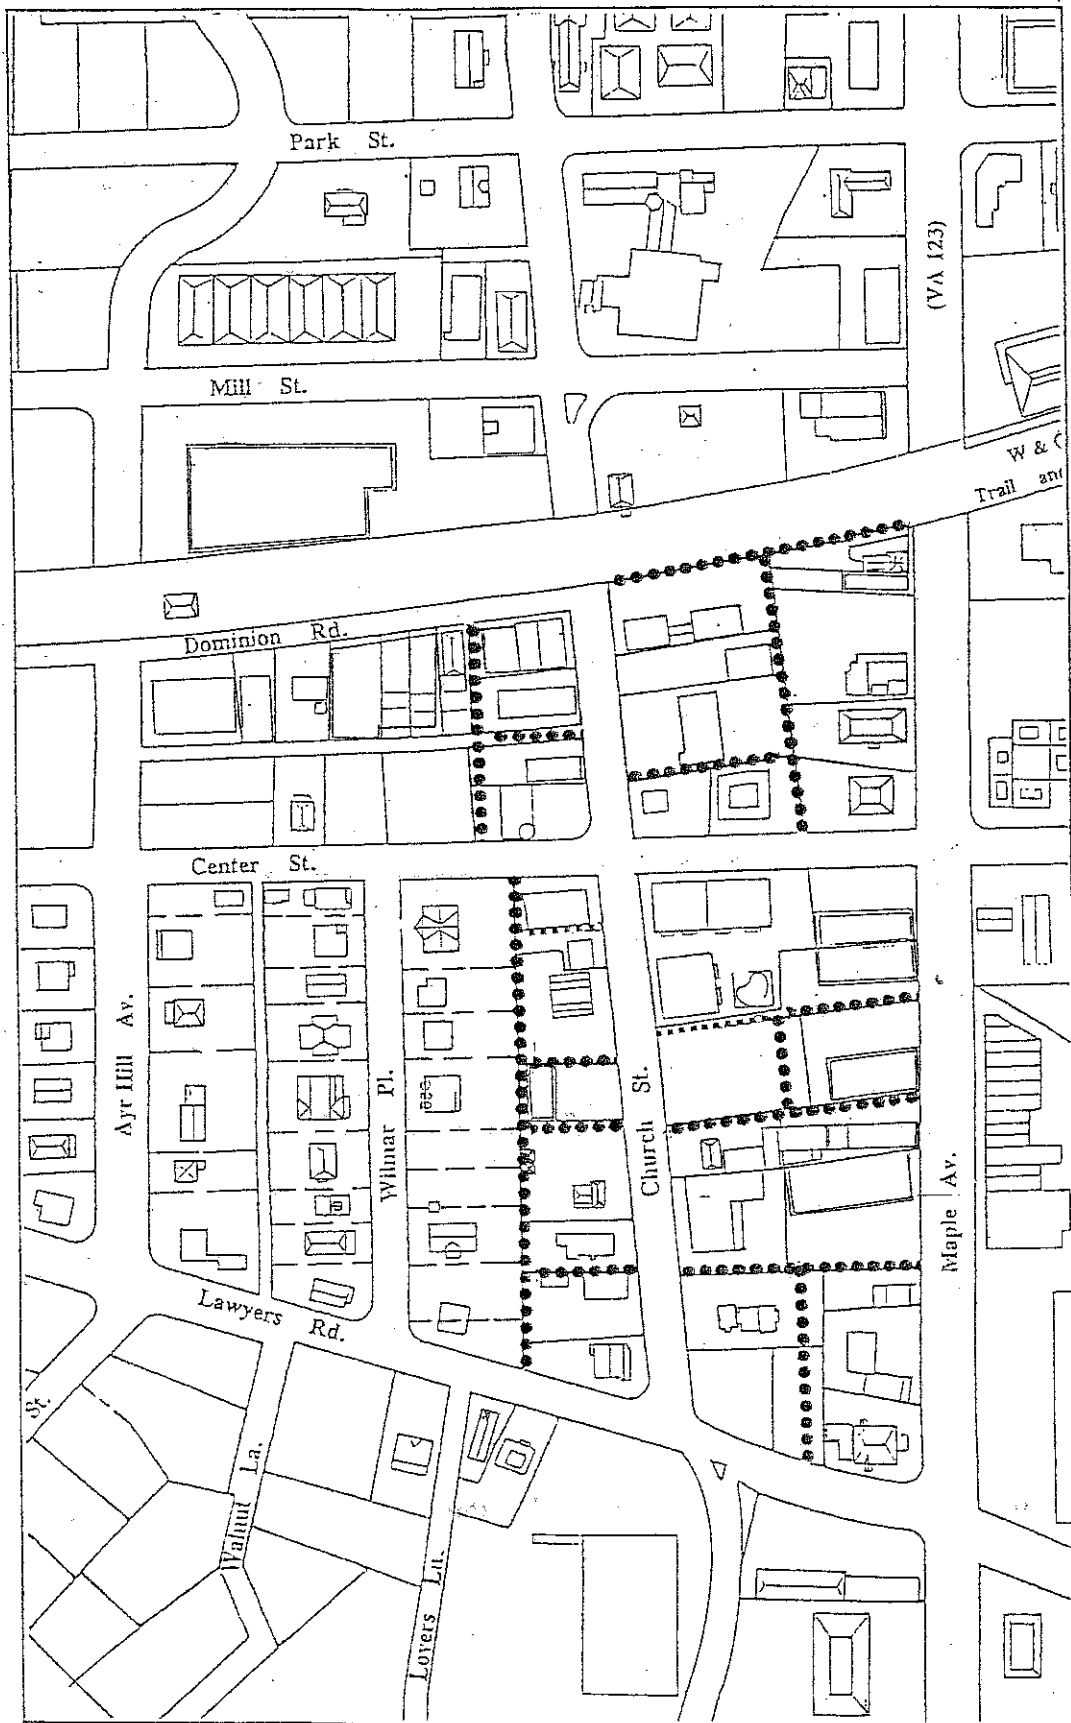 Park St.
(VA 123)
Mill St.
W &
Trail and
Dominion Rd.
Center St.
Ayr Hill Av.
Wilmar Pl.
Church St.
Maple Av.
Lawyers Rd.
St.
Walnut La.
Lovers Ln.